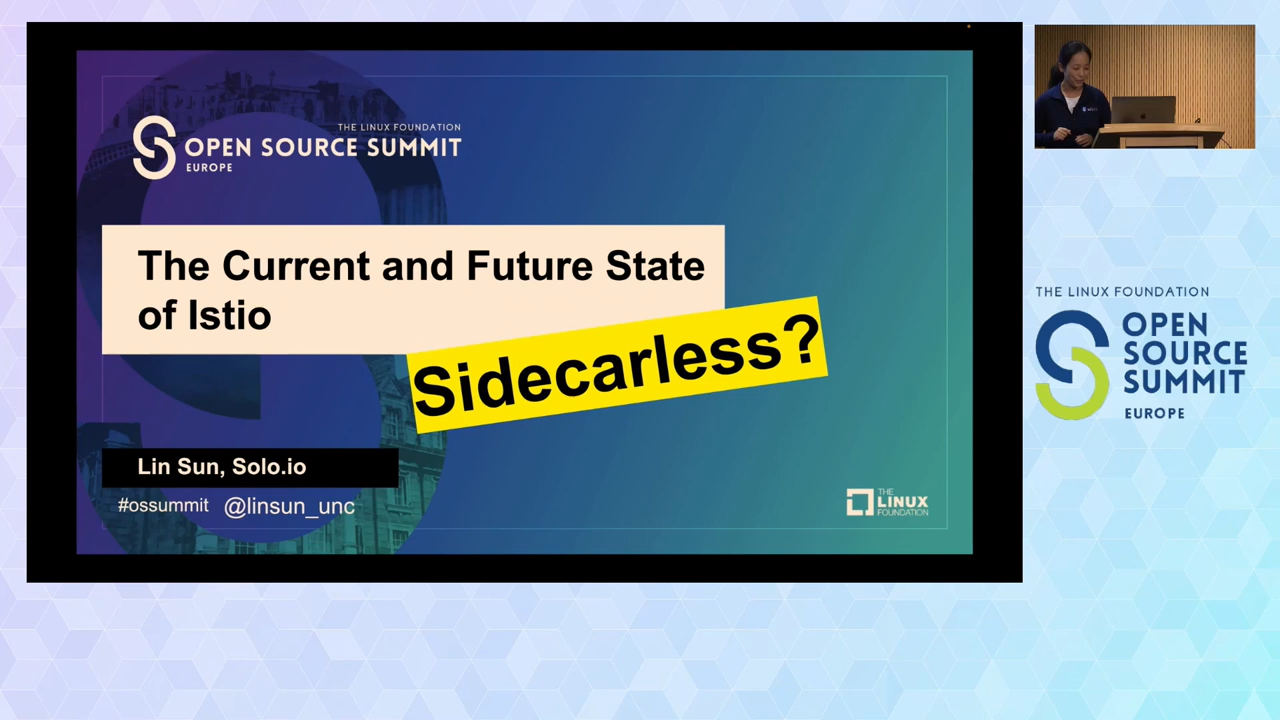 THE LINUX FOUNDATION
OPEN SOURCE SUMMIT
EUROPE
The Current and Future State
of Istio
Sidecarless?
Lin Sun, Solo.io
#ossummit @linsun_unc
THE
LINUX
FOUNDATION
THE LINUX FOUNDATION
OPEN
SOURCE
SUMMIT
EUROPE